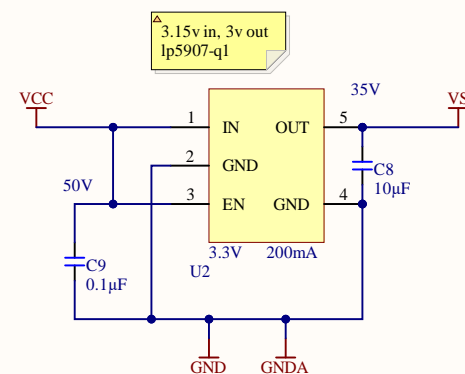 3.15v in, 3v out
lp5907-q1
VCC
35V
VS
1
IN
OUT
5
2
GND
C8
10µF
50V
3
EN
GND
4
3.3V
200mA
U2
C9
0.1µF
GND
GNDA